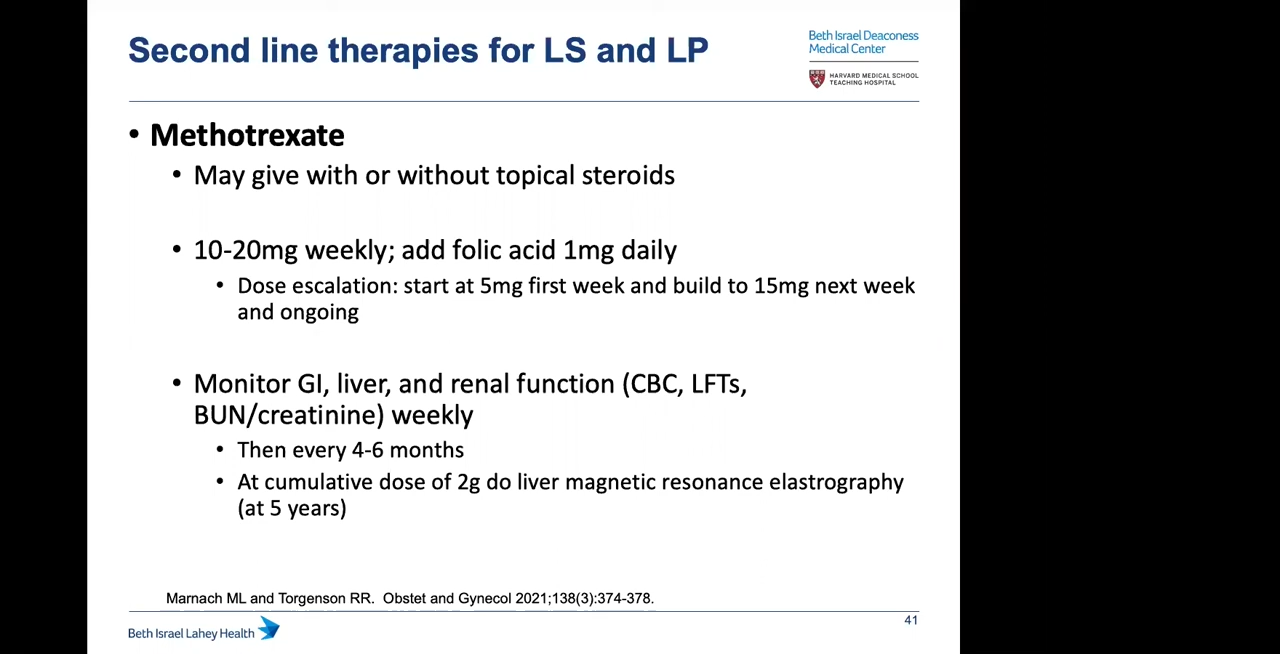 Second line therapies for LS and LP
Beth Israel Deaconess
Medical Center
HARVARD MEDICAL SCHOOL
TEACHING HOSPITAL
• Methotrexate
• May give with or without topical steroids
• 10-20mg weekly; add folic acid 1mg daily
• Dose escalation: start at 5mg first week and build to 15mg next week
and ongoing
• Monitor GI, liver, and renal function (CBC, LFTs,
BUN/creatinine) weekly
• Then every 4-6 months
• At cumulative dose of 2g do liver magnetic resonance elastrography
(at 5 years)
Marnach ML and Torgenson RR. Obstet and Gynecol 2021;138(3):374-378.
41
Beth Israel Lahey Health